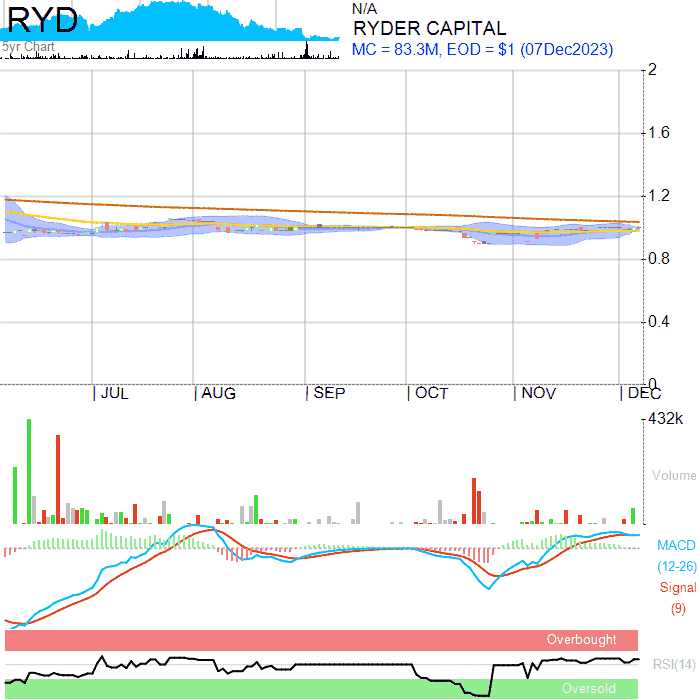 RYD
5yr Chart
N/A
RYDER CAPITAL
MC = 83.3M, EOD = $1 (07Dec2023)
2
1.6
1.2
0.8
0.4
0
JUL AUG SEP OCT NOV DEC
432k
Volume
MACD
(12-26)
Signal
(9)
Overbought
RSI(14)
Oversold